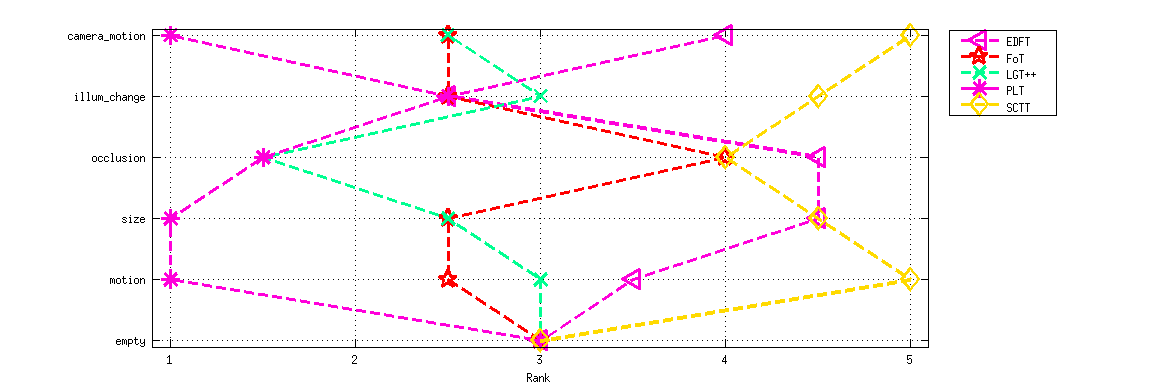 camera_motion
illum_change
occlusion
size
motion
empty
1 2 3 4 5
Rank
EDFT
FoT
LGT++
PLT
SCTT